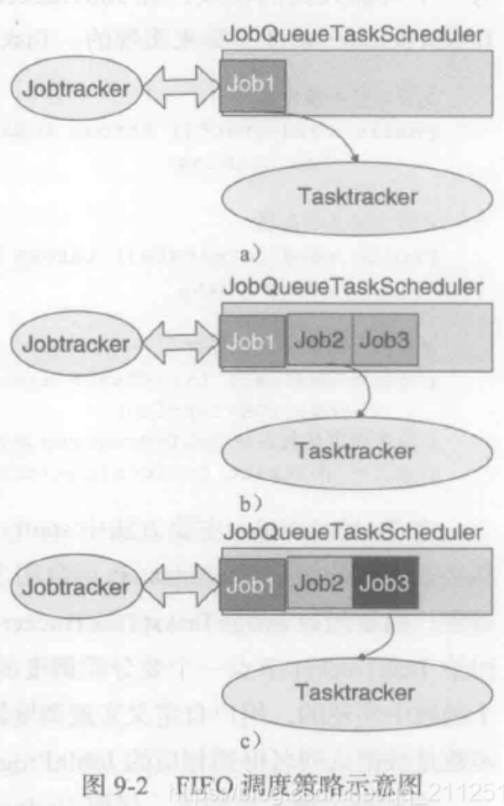 JobQueueTaskScheduler
Jobtracker
Job1
Tasktracker
a）
JobQueueTaskScheduler
Jobtracker
Job1 Job2 Job3
Tasktracker
b）
JobQueueTaskScheduler
Jobtracker
Job1 Job2 Job3
Tasktracker
c）
图 9-2 FIFO 调度策略示意图
21125